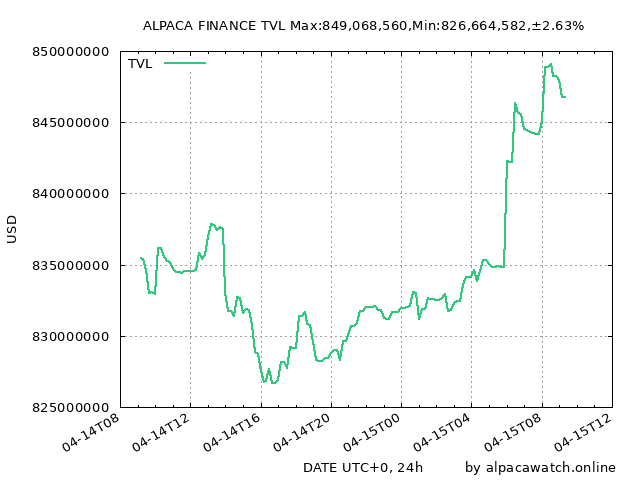 ALPACA FINANCE TVL Max:849,068,560,Min:826,664,582,±2.63%
850000000
TVL
845000000
840000000
USD
835000000
830000000
825000000
04-14T08 04-14T12 04-14T16 04-14T20 04-15T00 04-15T04 04-15T08 04-15T12
DATE UTC+0, 24h by alpacawatch.online